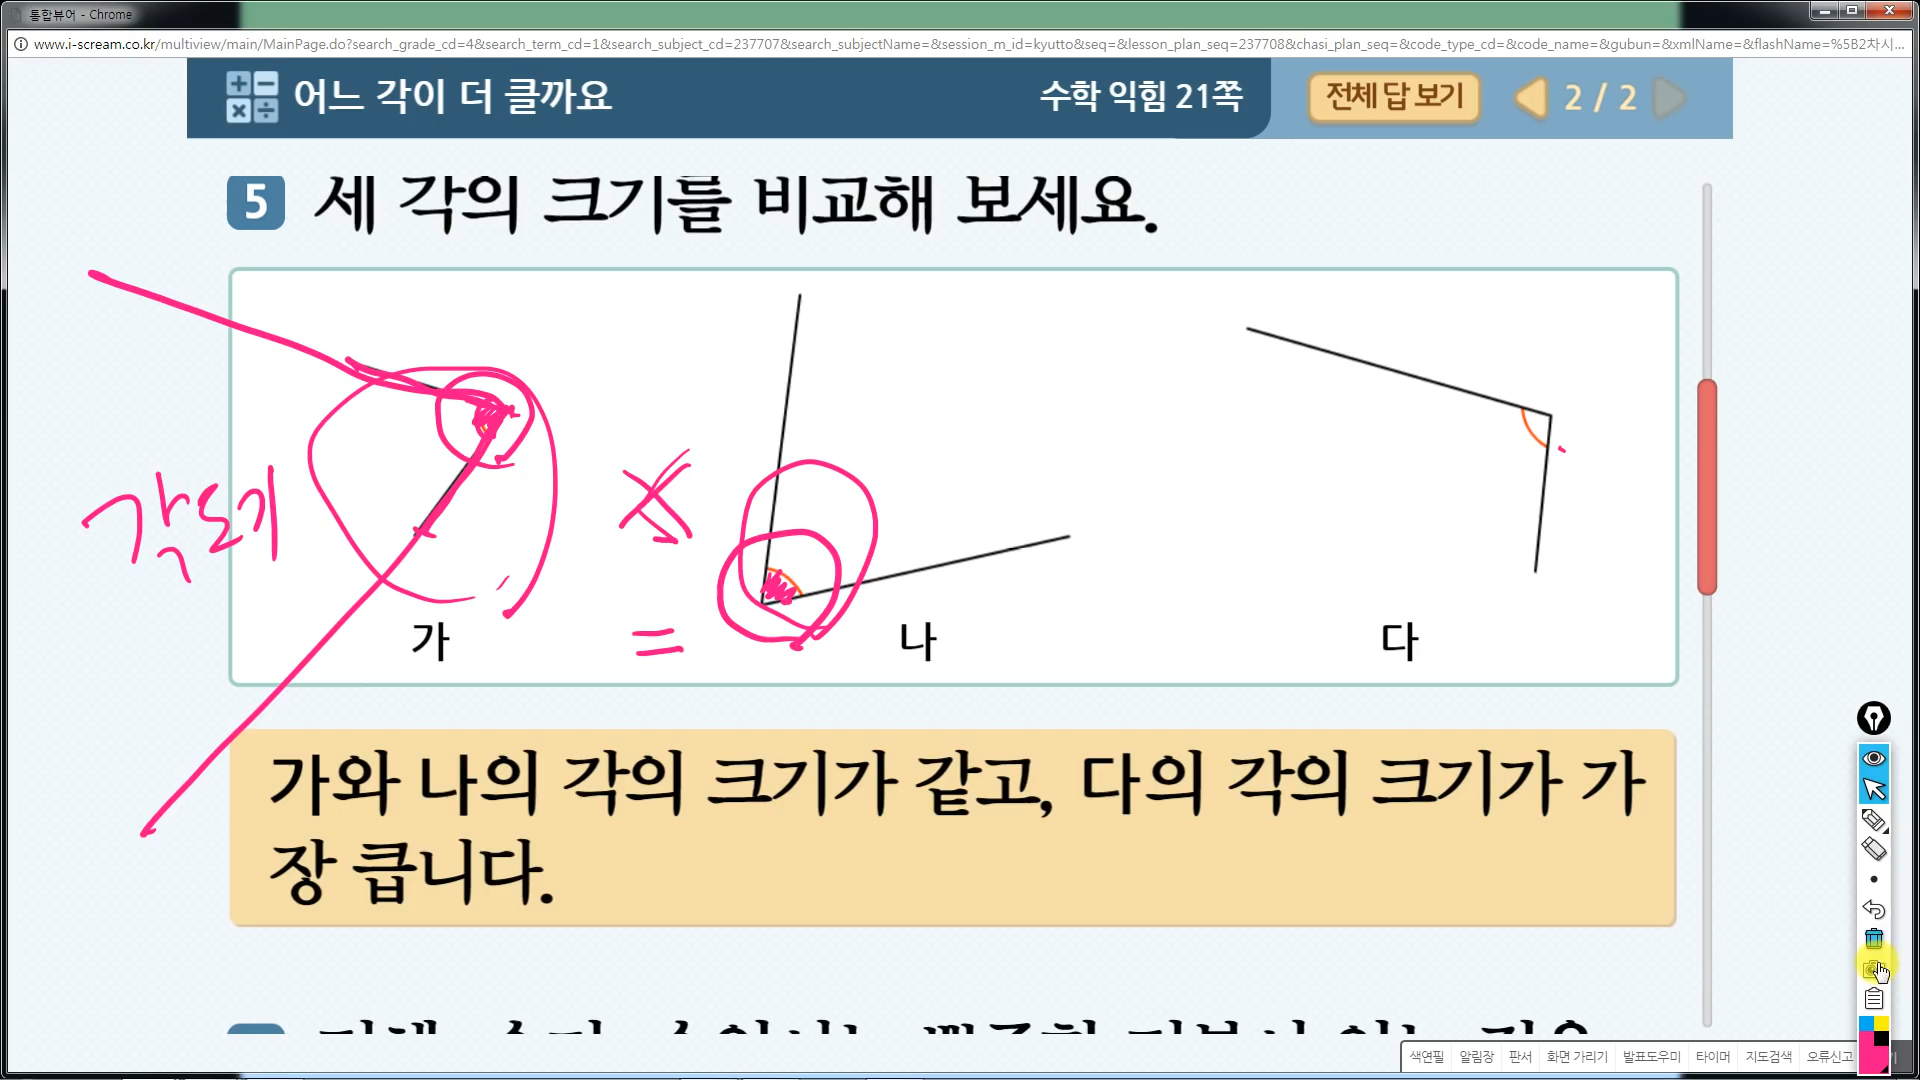 통합뷰어 - Chrome
www.i-scream.co.kr/multiview/main/MainPage.do?search_grade_cd=4&search_term_cd=1&search_subject_cd=237707&search_subjectName=&session_m_id=kyutto&seq=&lesson_plan_seq=237708&chasi_plan_seq=&code_type_cd=&code_name=&gubun=&xmlName=&flashName=%5B2차시...
어느 각이 더 클까요 수학 익힘 21쪽 전체 답 보기 2 / 2
5 세 각의 크기를 비교해 보세요.
각도기
=
가 나 다
가와 나의 각의 크기가 같고, 다의 각의 크기가 가
장 큽니다.
색연필 알림장 판서 화면 가리기 발표도우미 타이머 지도검색 오류신고